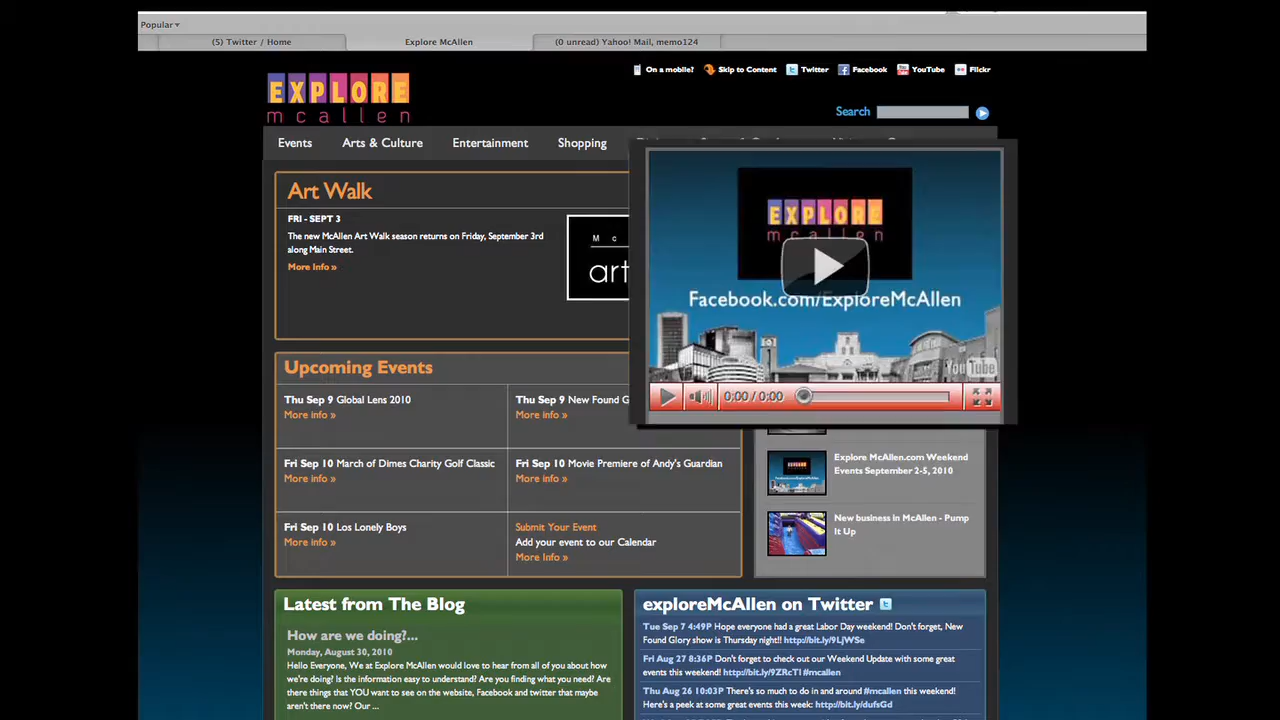 Popular
(5) Twitter / Home
Explore McAllen
(0 unread) Yahoo! Mail, memo124
On a mobile?
Skip to Content
Twitter
Facebook
YouTube
Flickr
EXPLORE
mcallen
Search
Events
Arts & Culture
Entertainment
Shopping
Art Walk
FRI - SEPT 3
The new McAllen Art Walk season returns on Friday, September 3rd
along Main Street.
More Info »
Mc
art
EXPLORE
mcallen
Facebook.com/ExploreMcAllen
YouTube
0:00 / 0:00
Upcoming Events
Thu Sep 9 Global Lens 2010
More info »
Thu Sep 9 New Found G
More info »
Fri Sep 10 March of Dimes Charity Golf Classic
More info »
Fri Sep 10 Movie Premiere of Andy's Guardian
More info »
Fri Sep 10 Los Lonely Boys
More info »
Submit Your Event
Add your event to our Calendar
More Info »
Explore McAllen.com Weekend
Events September 2-5, 2010
New business in McAllen - Pump
It Up
Latest from The Blog
How are we doing?...
Monday, August 30, 2010
Hello Everyone, We at Explore McAllen would love to hear from all of you about how
we're doing? Is the information easy to understand? Are you finding what you need? Are
there things that YOU want to see on the website, Facebook and twitter that maybe
aren't there now? Our ...
exploreMcAllen on Twitter
Tue Sep 7 4:49P Hope everyone had a great Labor Day weekend! Don't forget, New
Found Glory show is Thursday night!! http://bit.ly/9LjWSe
Fri Aug 27 8:36P Don't forget to check out our Weekend Update with some great
events this weekend! http://bit.ly/9ZRcTl #mcallen
Thu Aug 26 10:03P There's so much to do in and around #mcallen this weekend!
Here's a peek at some great events this week: http://bit.ly/dufsGd